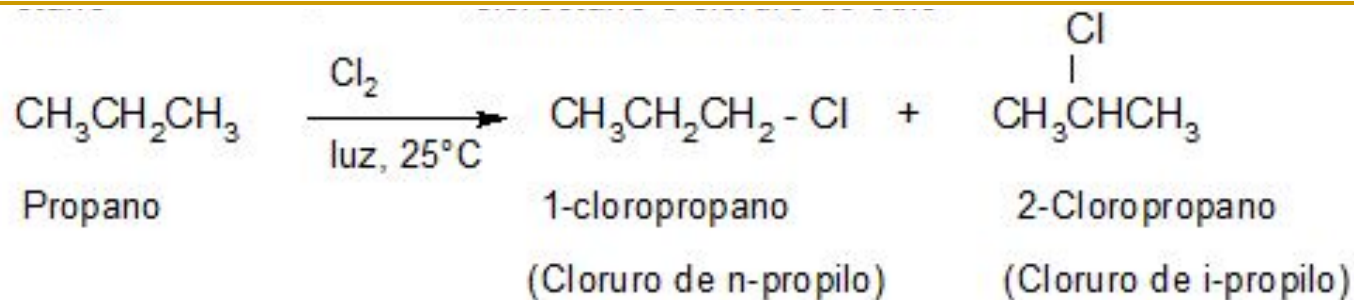 Cl
CH₃CH₂CH₃ Cl₂ luz, 25°C CH₃CH₂CH₂ - Cl + CH₃CHCH₃
Propano 1-cloropropano 2-Cloropropano
(Cloruro de n-propilo) (Cloruro de i-propilo)